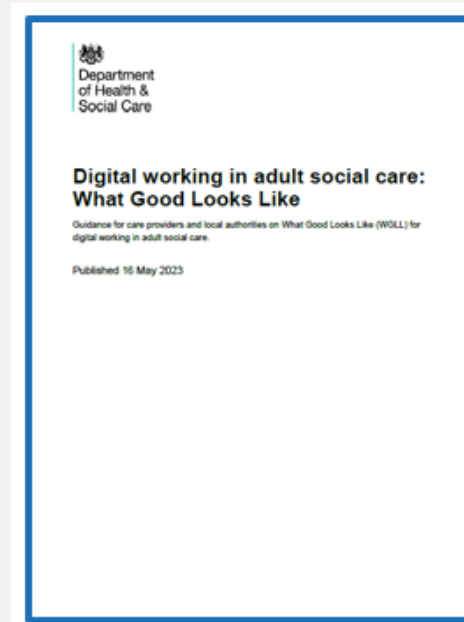 Department
of Health &
Social Care
Digital working in adult social care:
What Good Looks Like
Guidance for care providers and local authorities on What Good Looks Like (WGLL) for
digital working in adult social care.
Published 16 May 2023